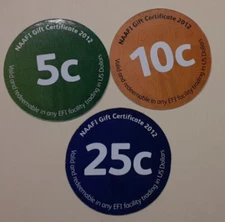 NAAFI Gift Certificate 2012
5c
Valid and redeemable in any EFI facility trading in US Dollars
NAAFI Gift Certificate 2012
10c
Valid and redeemable in any EFI facility trading in US Dollars
NAAFI Gift Certificate 2012
25c
Valid and redeemable in any EFI facility trading in US Dollars